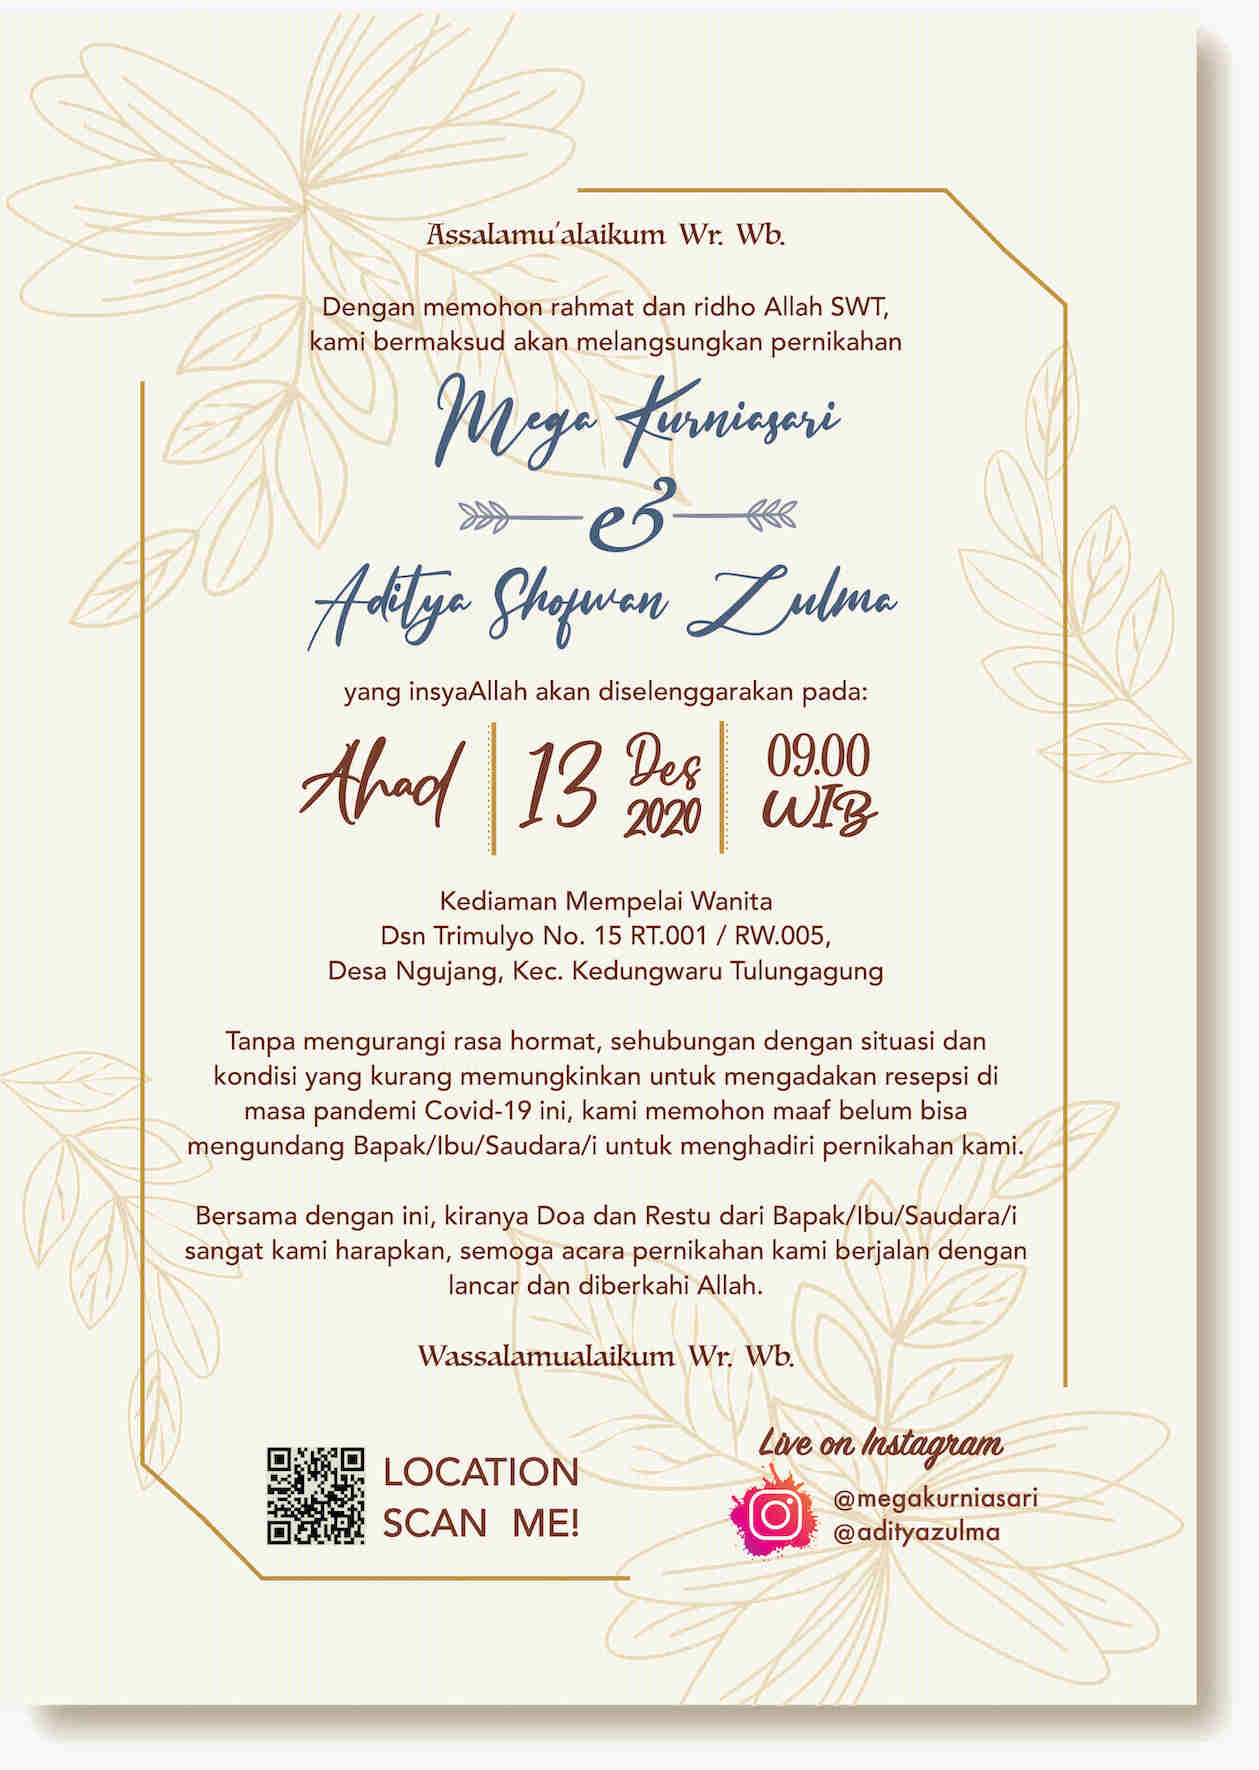 Assalamu'alaikum Wr. Wb.
Dengan memohon rahmat dan ridho Allah SWT,
kami bermaksud akan melangsungkan pernikahan
Mega Kurniasari
&
Aditya Shofwan Zulma
yang insyaAllah akan diselenggarakan pada:
Ahad
13 Des 2020
09.00 WIB
Kediaman Mempelai Wanita
Dsn Trimulyo No. 15 RT.001 / RW.005,
Desa Ngujang, Kec. Kedungwaru Tulungagung
Tanpa mengurangi rasa hormat, sehubungan dengan situasi dan
kondisi yang kurang memungkinkan untuk mengadakan resepsi di
masa pandemi Covid-19 ini, kami memohon maaf belum bisa
mengundang Bapak/Ibu/Saudara/i untuk menghadiri pernikahan kami.
Bersama dengan ini, kiranya Doa dan Restu dari Bapak/Ibu/Saudara/i
sangat kami harapkan, semoga acara pernikahan kami berjalan dengan
lancar dan diberkahi Allah.
Wassalamualaikum Wr. Wb.
LOCATION
SCAN ME!
Live on Instagram
@megakurniasari
@adityazulma